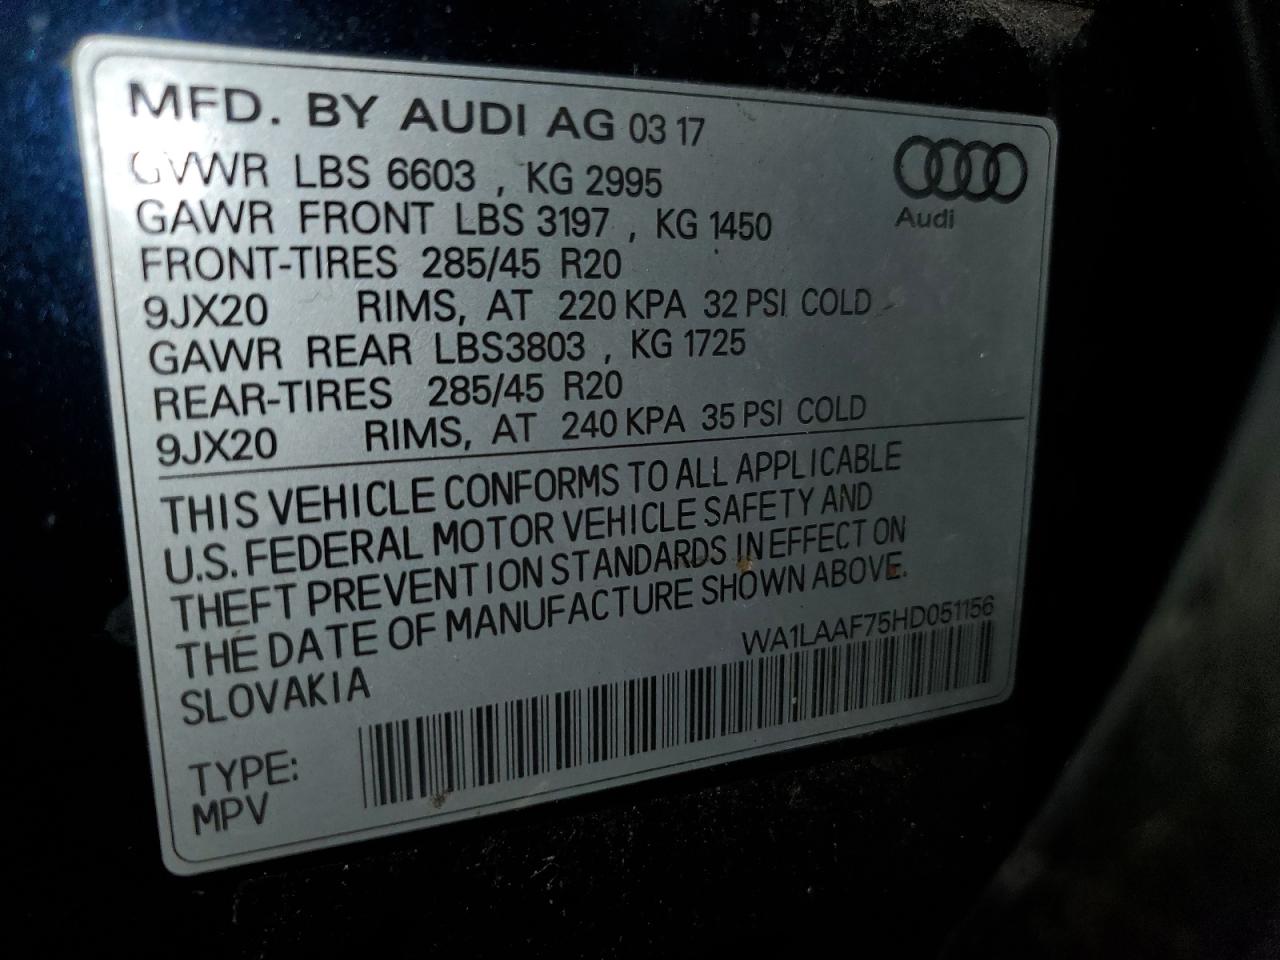 MFD. BY AUDI AG 03 17
GVWR LBS 6603 , KG 2995
GAWR FRONT LBS 3197 , KG 1450
FRONT-TIRES 285/45 R20
9JX20 RIMS, AT 220 KPA 32 PSI COLD
GAWR REAR LBS3803 , KG 1725
REAR-TIRES 285/45 R20
9JX20 RIMS, AT 240 KPA 35 PSI COLD
Audi
THIS VEHICLE CONFORMS TO ALL APPLICABLE
U.S. FEDERAL MOTOR VEHICLE SAFETY AND
THEFT PREVENTION STANDARDS IN EFFECT ON
THE DATE OF MANUFACTURE SHOWN ABOVE.
SLOVAKIA
WA1LAAF75HD051156
TYPE:
MPV